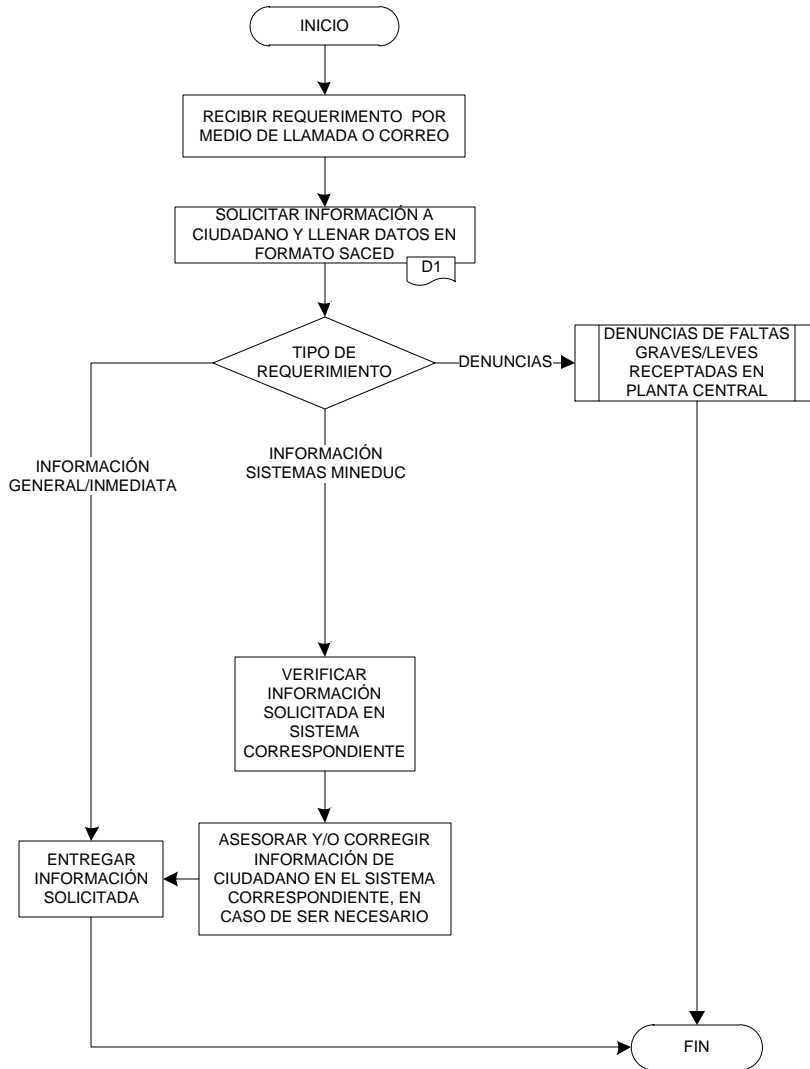 INICIO
RECIBIR REQUERIMENTO POR
MEDIO DE LLAMADA O CORREO
SOLICITAR INFORMACIÓN A
CIUDADANO Y LLENAR DATOS EN
FORMATO SACED
D1
TIPO DE
REQUERIMIENTO
DENUNCIAS
DENUNCIAS DE FALTAS
GRAVES/LEVES
RECEPTADAS EN
PLANTA CENTRAL
INFORMACIÓN
GENERAL/INMEDIATA
INFORMACIÓN
SISTEMAS MINEDUC
VERIFICAR
INFORMACIÓN
SOLICITADA EN
SISTEMA
CORRESPONDIENTE
ASESORAR Y/O CORREGIR
INFORMACIÓN DE
CIUDADANO EN EL SISTEMA
CORRESPONDIENTE, EN
CASO DE SER NECESARIO
ENTREGAR
INFORMACIÓN
SOLICITADA
FIN